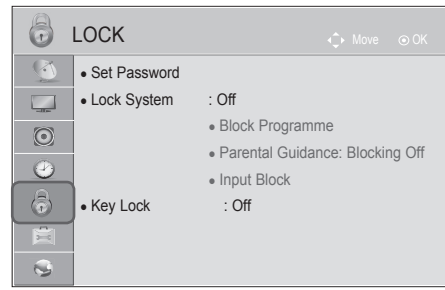 LOCK
Move OK
• Set Password
• Lock System : Off
• Block Programme
• Parental Guidance: Blocking Off
• Input Block
• Key Lock : Off